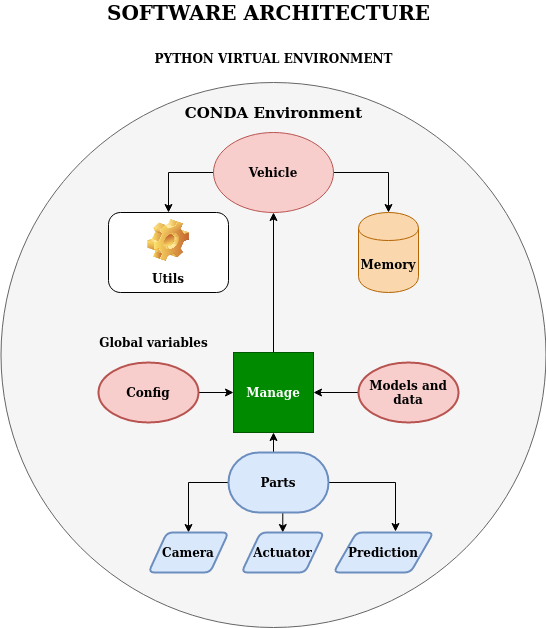 SOFTWARE ARCHITECTURE
PYTHON VIRTUAL ENVIRONMENT
CONDA Environment
Vehicle
Utils
Memory
Global variables
Config
Manage
Models and
data
Parts
Camera
Actuator
Prediction